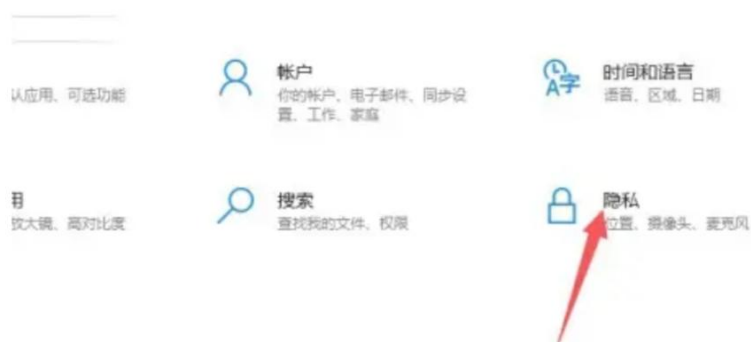 帐户
时间和语言
认应用、可选功能
你的帐户、电子邮件、同步设
置、工作、家庭
语音、区域、日期
用
搜索
隐私
放大镜、高对比度
查找我的文件、权限
位置、摄像头、麦克风